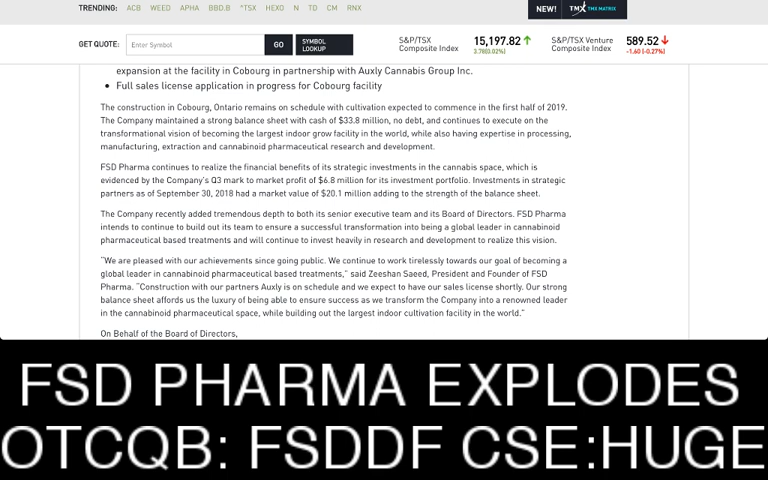 TRENDING: ACB WEED APHA BBD.B ^TSX HEXO N TD CM RNX
NEW! TMX TMX MATRIX
GET QUOTE: Enter Symbol GO SYMBOL LOOKUP
S&P/TSX Composite Index 15,197.82 3.78(0.02%)
S&P/TSX Venture Composite Index 589.52 -1.60 (-0.27%)
expansion at the facility in Cobourg in partnership with Auxly Cannabis Group Inc.
• Full sales license application in progress for Cobourg facility
The construction in Cobourg, Ontario remains on schedule with cultivation expected to commence in the first half of 2019.
The Company maintained a strong balance sheet with cash of $33.8 million, no debt, and continues to execute on the
transformational vision of becoming the largest indoor grow facility in the world, while also having expertise in processing,
manufacturing, extraction and cannabinoid pharmaceutical research and development.
FSD Pharma continues to realize the financial benefits of its strategic investments in the cannabis space, which is
evidenced by the Company's Q3 mark to market profit of $6.8 million for its investment portfolio. Investments in strategic
partners as of September 30, 2018 had a market value of $20.1 million adding to the strength of the balance sheet.
The Company recently added tremendous depth to both its senior executive team and its Board of Directors. FSD Pharma
intends to continue to build out its team to ensure a successful transformation into being a global leader in cannabinoid
pharmaceutical based treatments and will continue to invest heavily in research and development to realize this vision.
"We are pleased with our achievements since going public. We continue to work tirelessly towards our goal of becoming a
global leader in cannabinoid pharmaceutical based treatments," said Zeeshan Saeed, President and Founder of FSD
Pharma. "Construction with our partners Auxly is on schedule and we expect to have our sales license shortly. Our strong
balance sheet affords us the luxury of being able to ensure success as we transform the Company into a renowned leader
in the cannabinoid pharmaceutical space, while building out the largest indoor cultivation facility in the world."
On Behalf of the Board of Directors,
FSD PHARMA EXPLODES
OTCQB: FSDDF CSE:HUGE